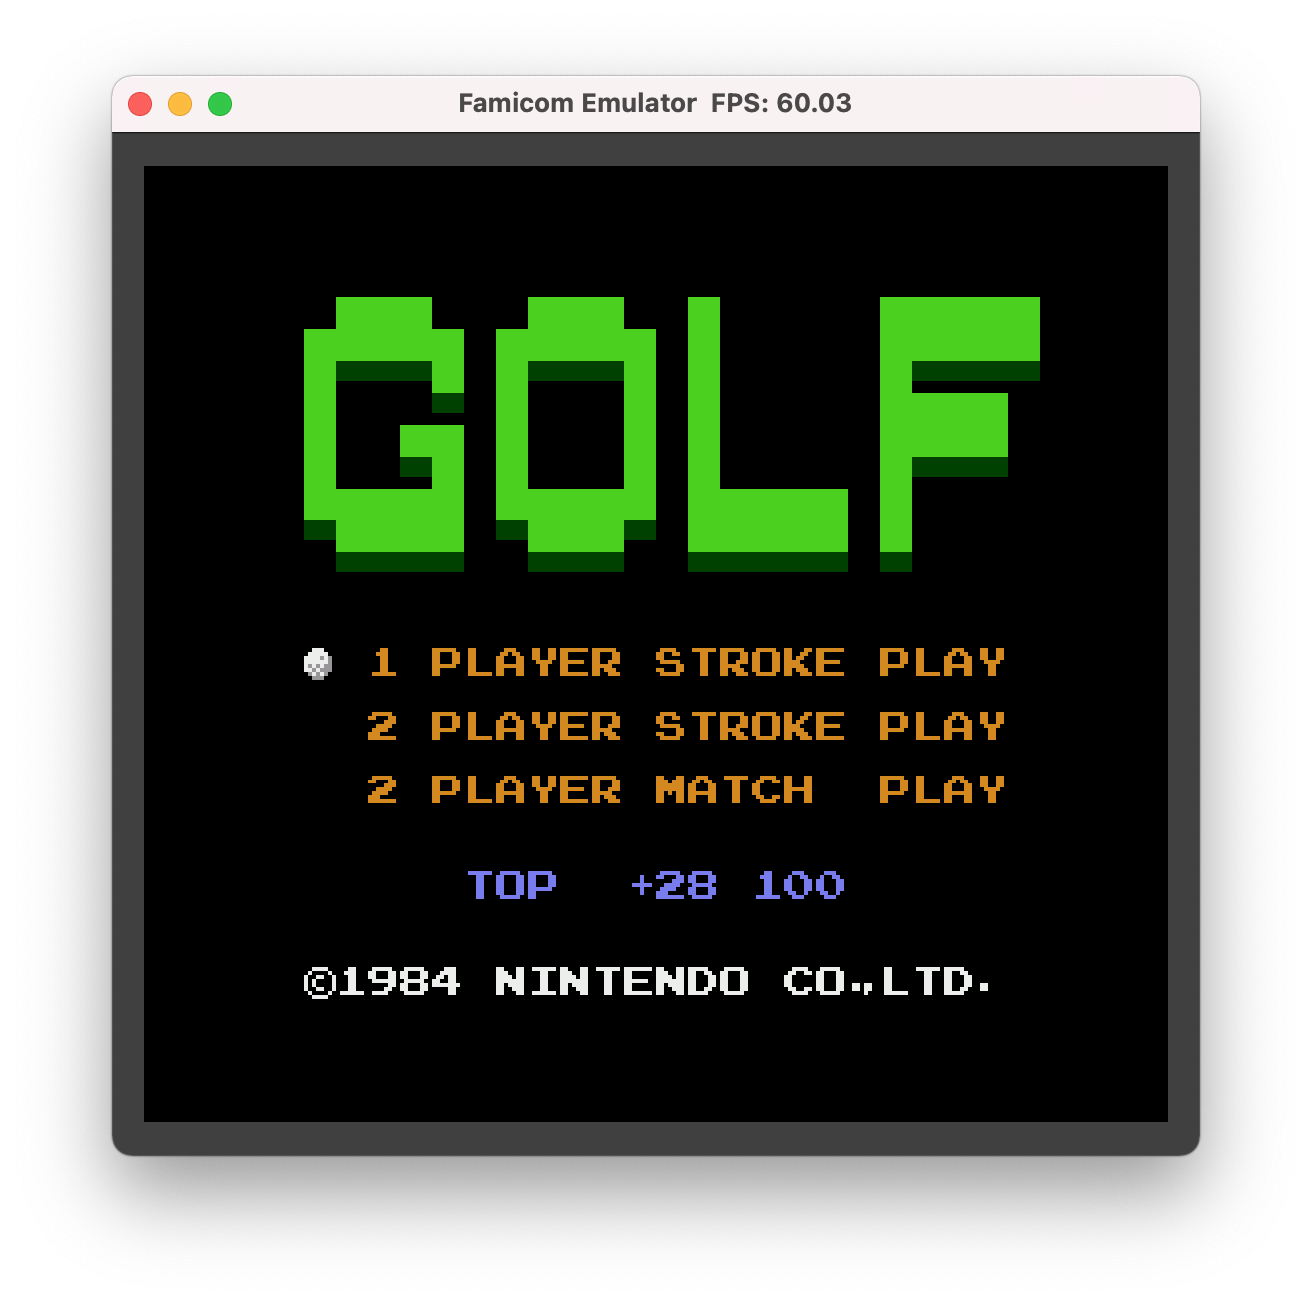 Famicom Emulator  FPS: 60.03
GOLF
1 PLAYER STROKE PLAY
2 PLAYER STROKE PLAY
2 PLAYER MATCH  PLAY
TOP  +28 100
©1984 NINTENDO CO.,LTD.